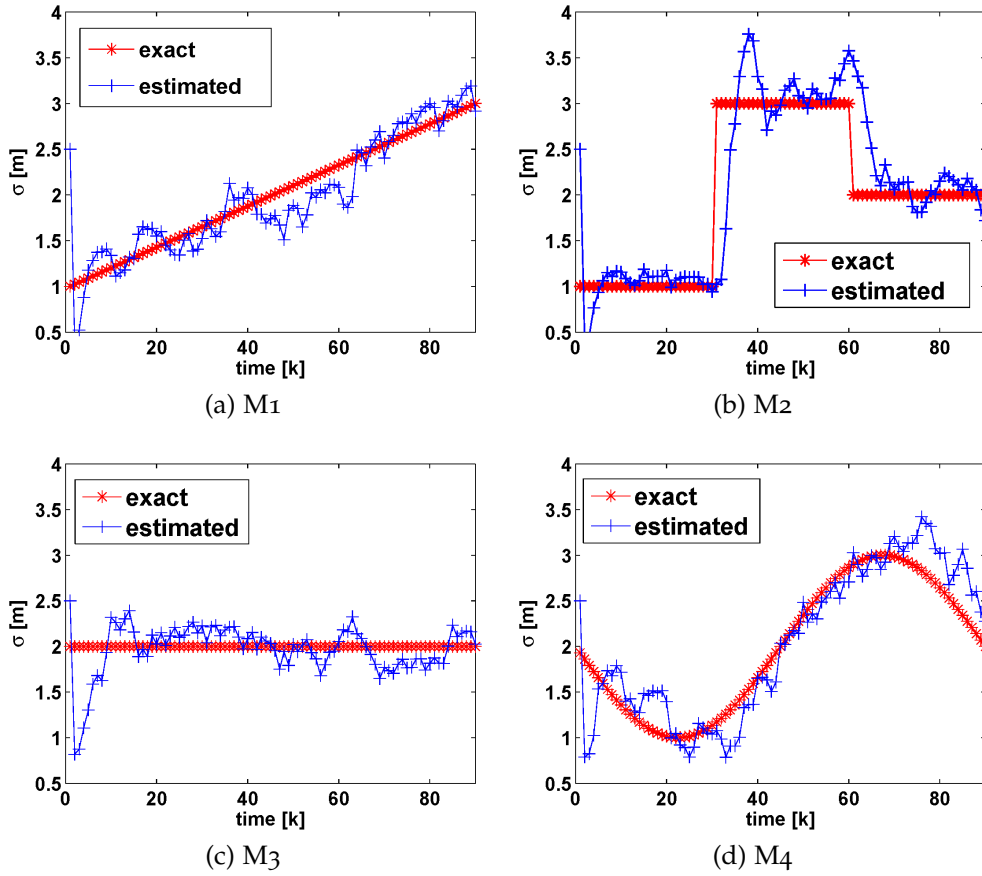 4
3.5
3
2.5
2
1.5
1
0.5
σ [m]
exact
estimated
0 20 40 60 80
time [k]
(a) M1
4
3.5
3
2.5
2
1.5
1
0.5
σ [m]
exact
estimated
0 20 40 60 80
time [k]
(b) M2
4
3.5
3
2.5
2
1.5
1
0.5
σ [m]
exact
estimated
0 20 40 60 80
time [k]
(c) M3
4
3.5
3
2.5
2
1.5
1
0.5
σ [m]
exact
estimated
0 20 40 60 80
time [k]
(d) M4